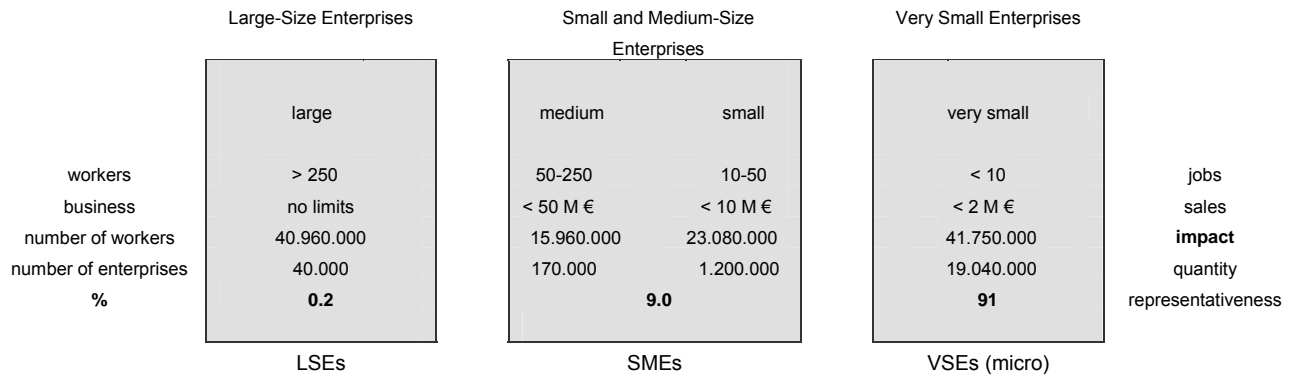 Large-Size Enterprises Small and Medium-Size Very Small Enterprises
Enterprises
large medium small very small
workers > 250 50-250 10-50 < 10 jobs
business no limits < 50 M € < 10 M € < 2 M € sales
number of workers 40.960.000 15.960.000 23.080.000 41.750.000 impact
number of enterprises 40.000 170.000 1.200.000 19.040.000 quantity
% 0.2 9.0 91 representativeness
LSEs SMEs VSEs (micro)